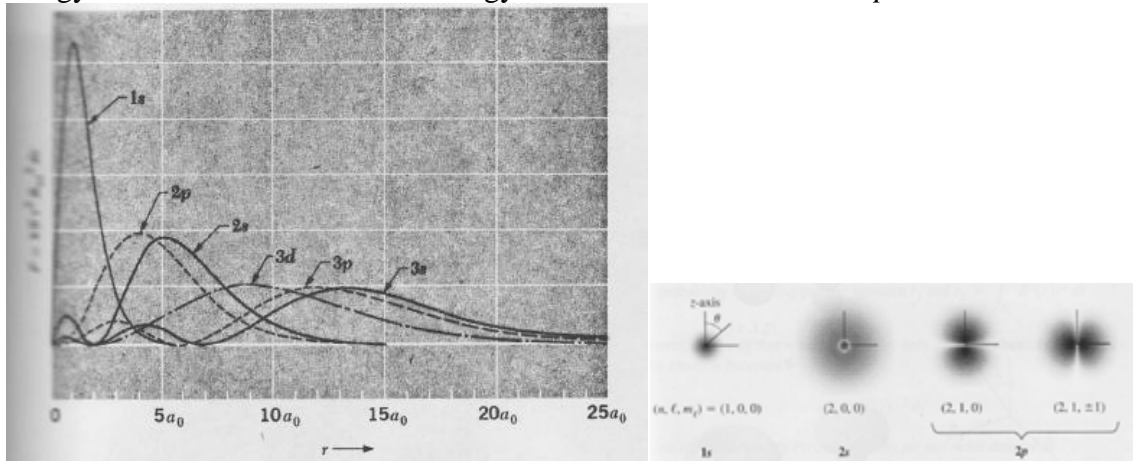 1s
2p
2s
3d
3p
3s
0 5a₀ 10a₀ 15a₀ 20a₀ 25a₀
r
z-axis
θ
(n, ℓ, mℓ) = (1, 0, 0) (2, 0, 0) (2, 1, 0) (2, 1, ±1)
1s 2s 2p